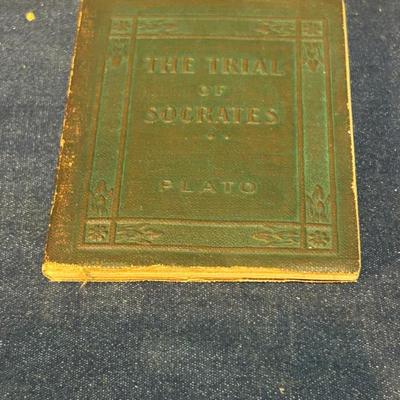 THE TRIAL
OF
SOCRATES
PLATO